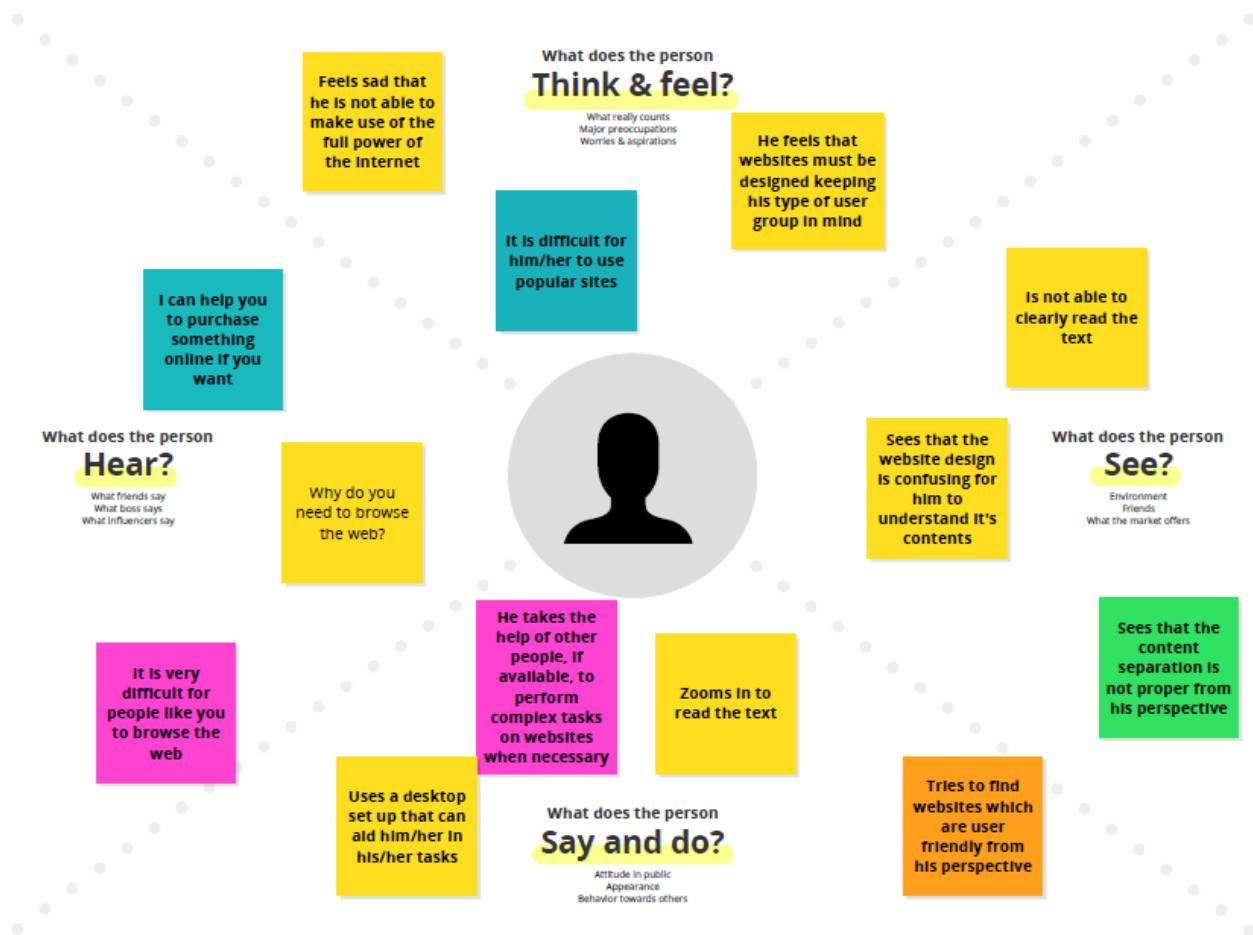 What does the person
Think & feel?
What really counts
Major preoccupations
Worries & aspirations
Feels sad that
he is not able to
make use of the
full power of
the internet
He feels that
websites must be
designed keeping
his type of user
group in mind
It is difficult for
him/her to use
popular sites
I can help you
to purchase
something
online if you
want
What does the person
Hear?
What friends say
What boss says
What influencers say
Why do you
need to browse
the web?
It is very
difficult for
people like you
to browse the
web
Is not able to
clearly read the
text
What does the person
See?
Environment
Friends
What the market offers
Sees that the
website design
is confusing for
him to
understand it's
contents
Sees that the
content
separation is
not proper from
his perspective
He takes the
help of other
people, if
available, to
perform
complex tasks
on websites
when necessary
Zooms in to
read the text
Uses a desktop
set up that can
aid him/her in
his/her tasks
What does the person
Say and do?
Attitude in public
Appearance
Behavior towards others
Tries to find
websites which
are user
friendly from
his perspective